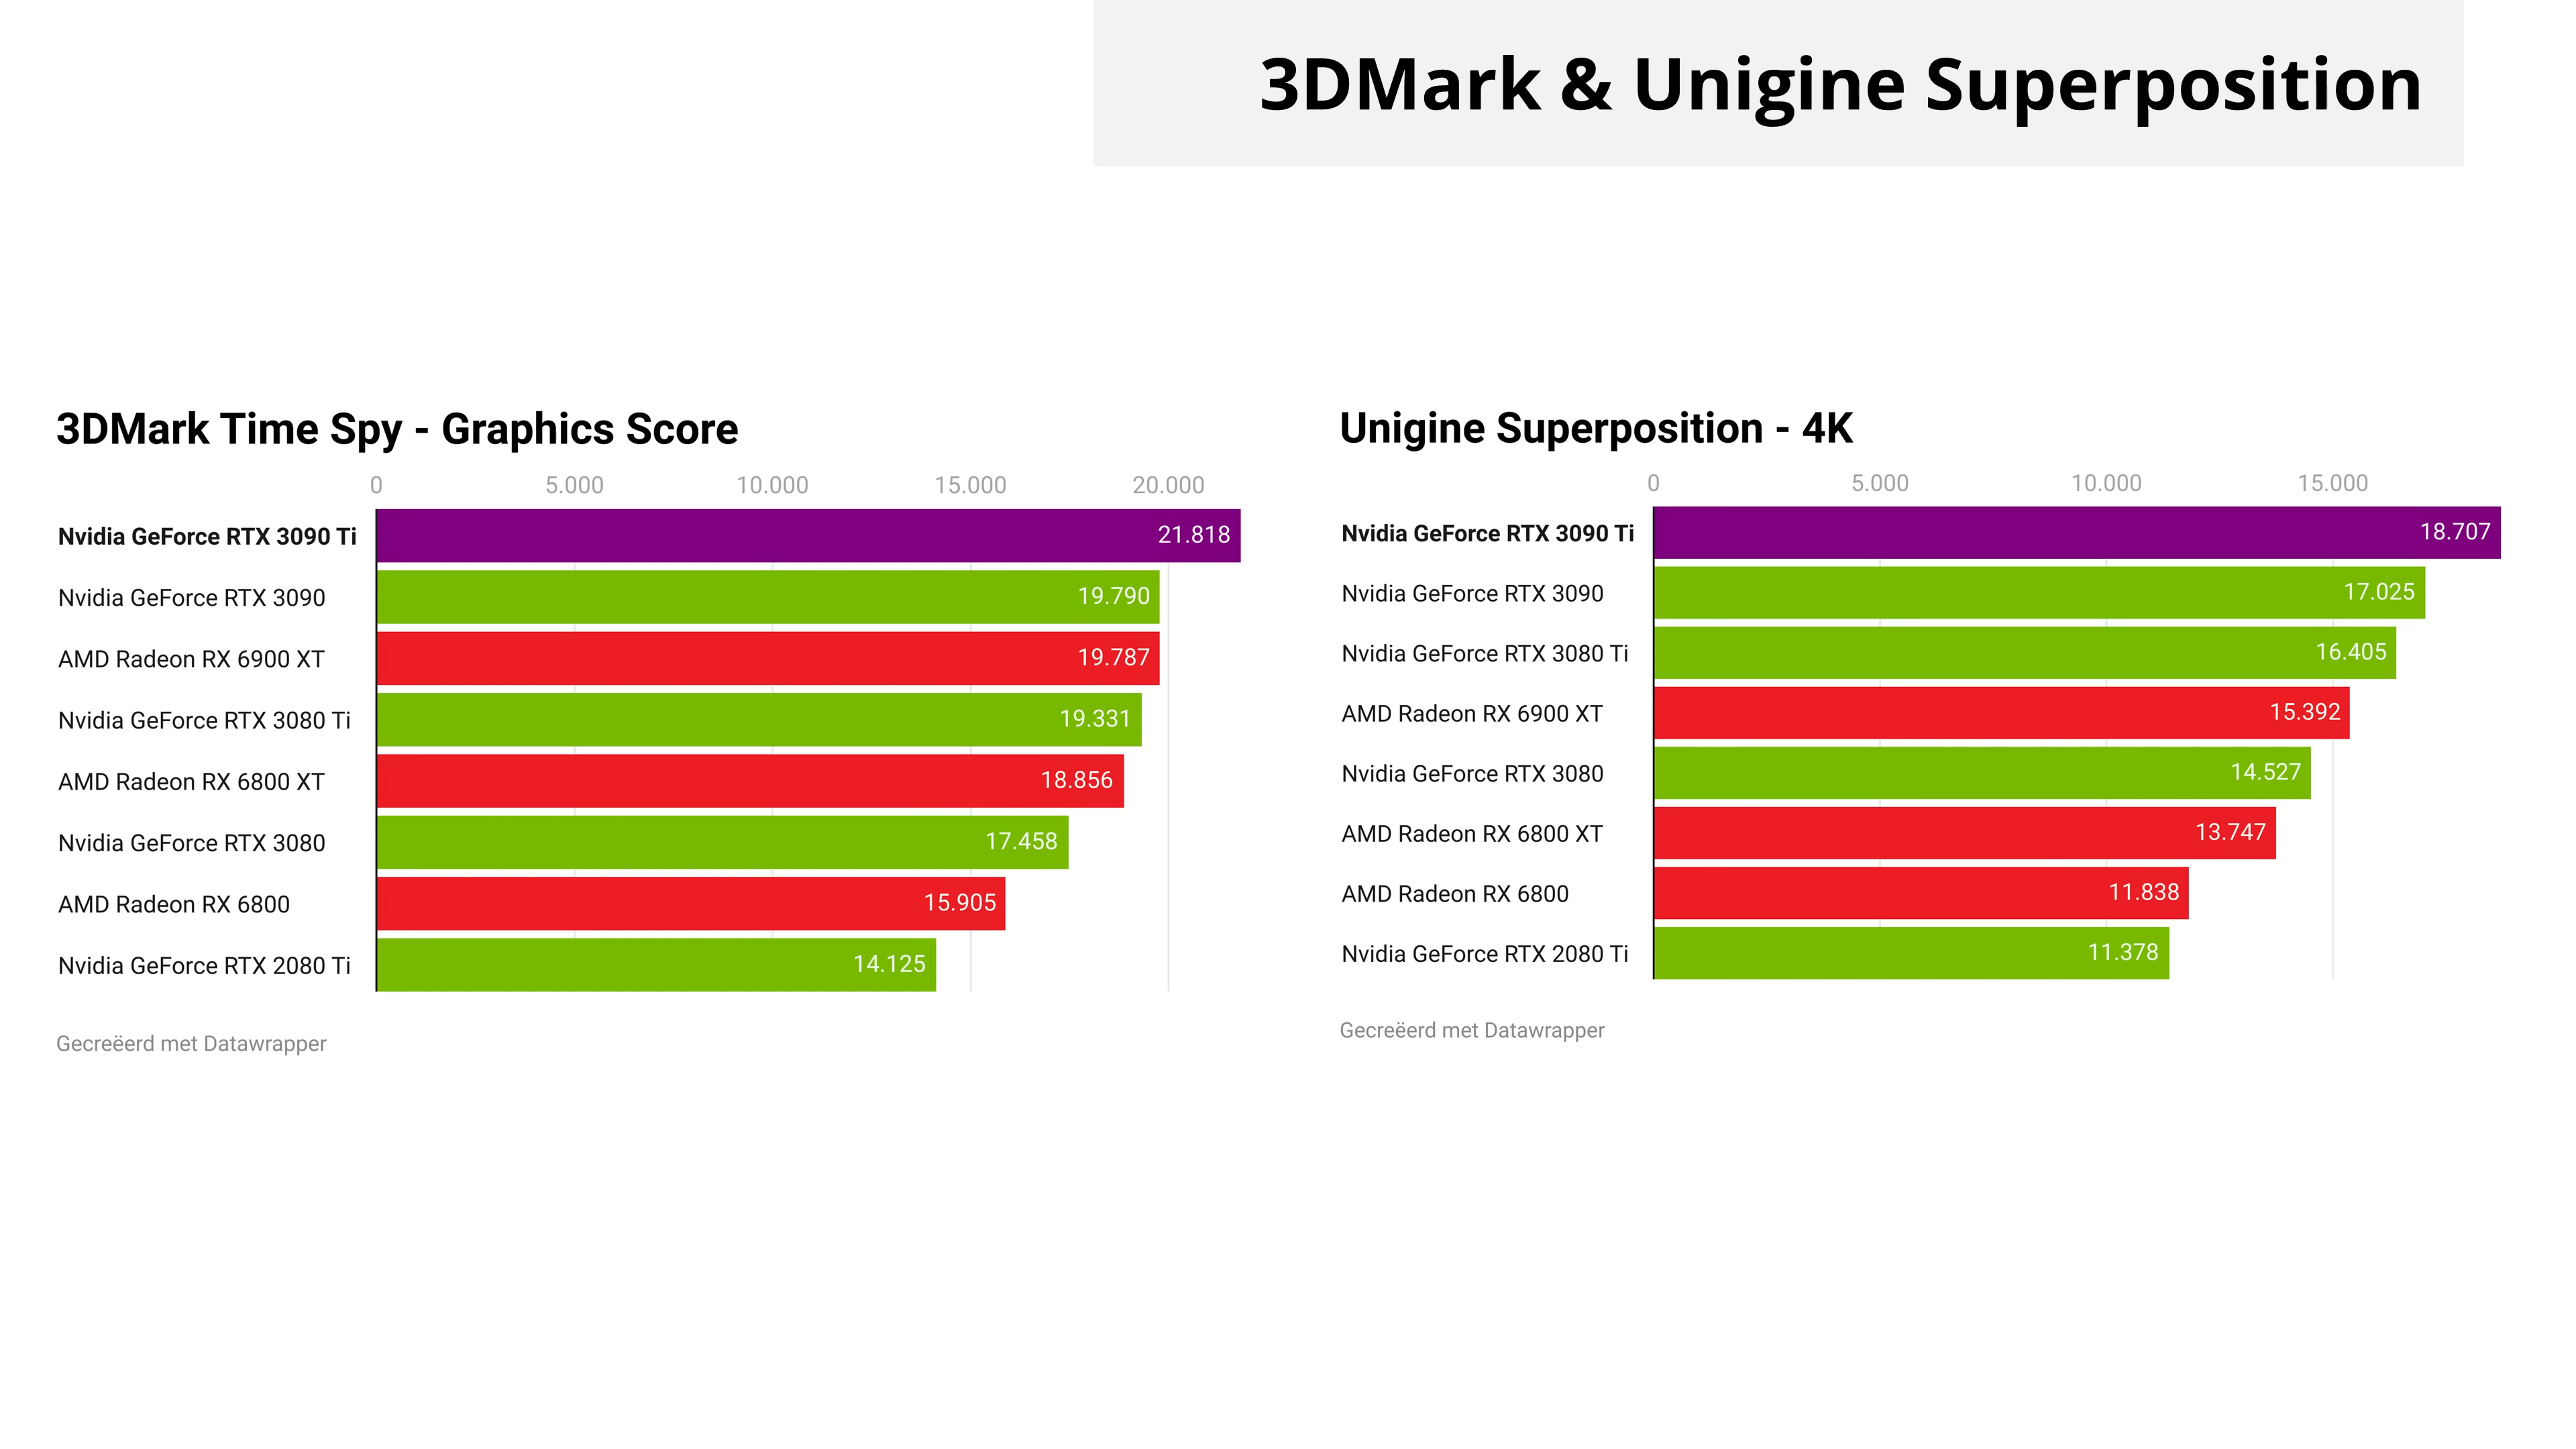 3DMark & Unigine Superposition
3DMark Time Spy - Graphics Score
0 5.000 10.000 15.000 20.000
Nvidia GeForce RTX 3090 Ti 21.818
Nvidia GeForce RTX 3090 19.790
AMD Radeon RX 6900 XT 19.787
Nvidia GeForce RTX 3080 Ti 19.331
AMD Radeon RX 6800 XT 18.856
Nvidia GeForce RTX 3080 17.458
AMD Radeon RX 6800 15.905
Nvidia GeForce RTX 2080 Ti 14.125
Gecreëerd met Datawrapper
Unigine Superposition - 4K
0 5.000 10.000 15.000
Nvidia GeForce RTX 3090 Ti 18.707
Nvidia GeForce RTX 3090 17.025
Nvidia GeForce RTX 3080 Ti 16.405
AMD Radeon RX 6900 XT 15.392
Nvidia GeForce RTX 3080 14.527
AMD Radeon RX 6800 XT 13.747
AMD Radeon RX 6800 11.838
Nvidia GeForce RTX 2080 Ti 11.378
Gecreëerd met Datawrapper